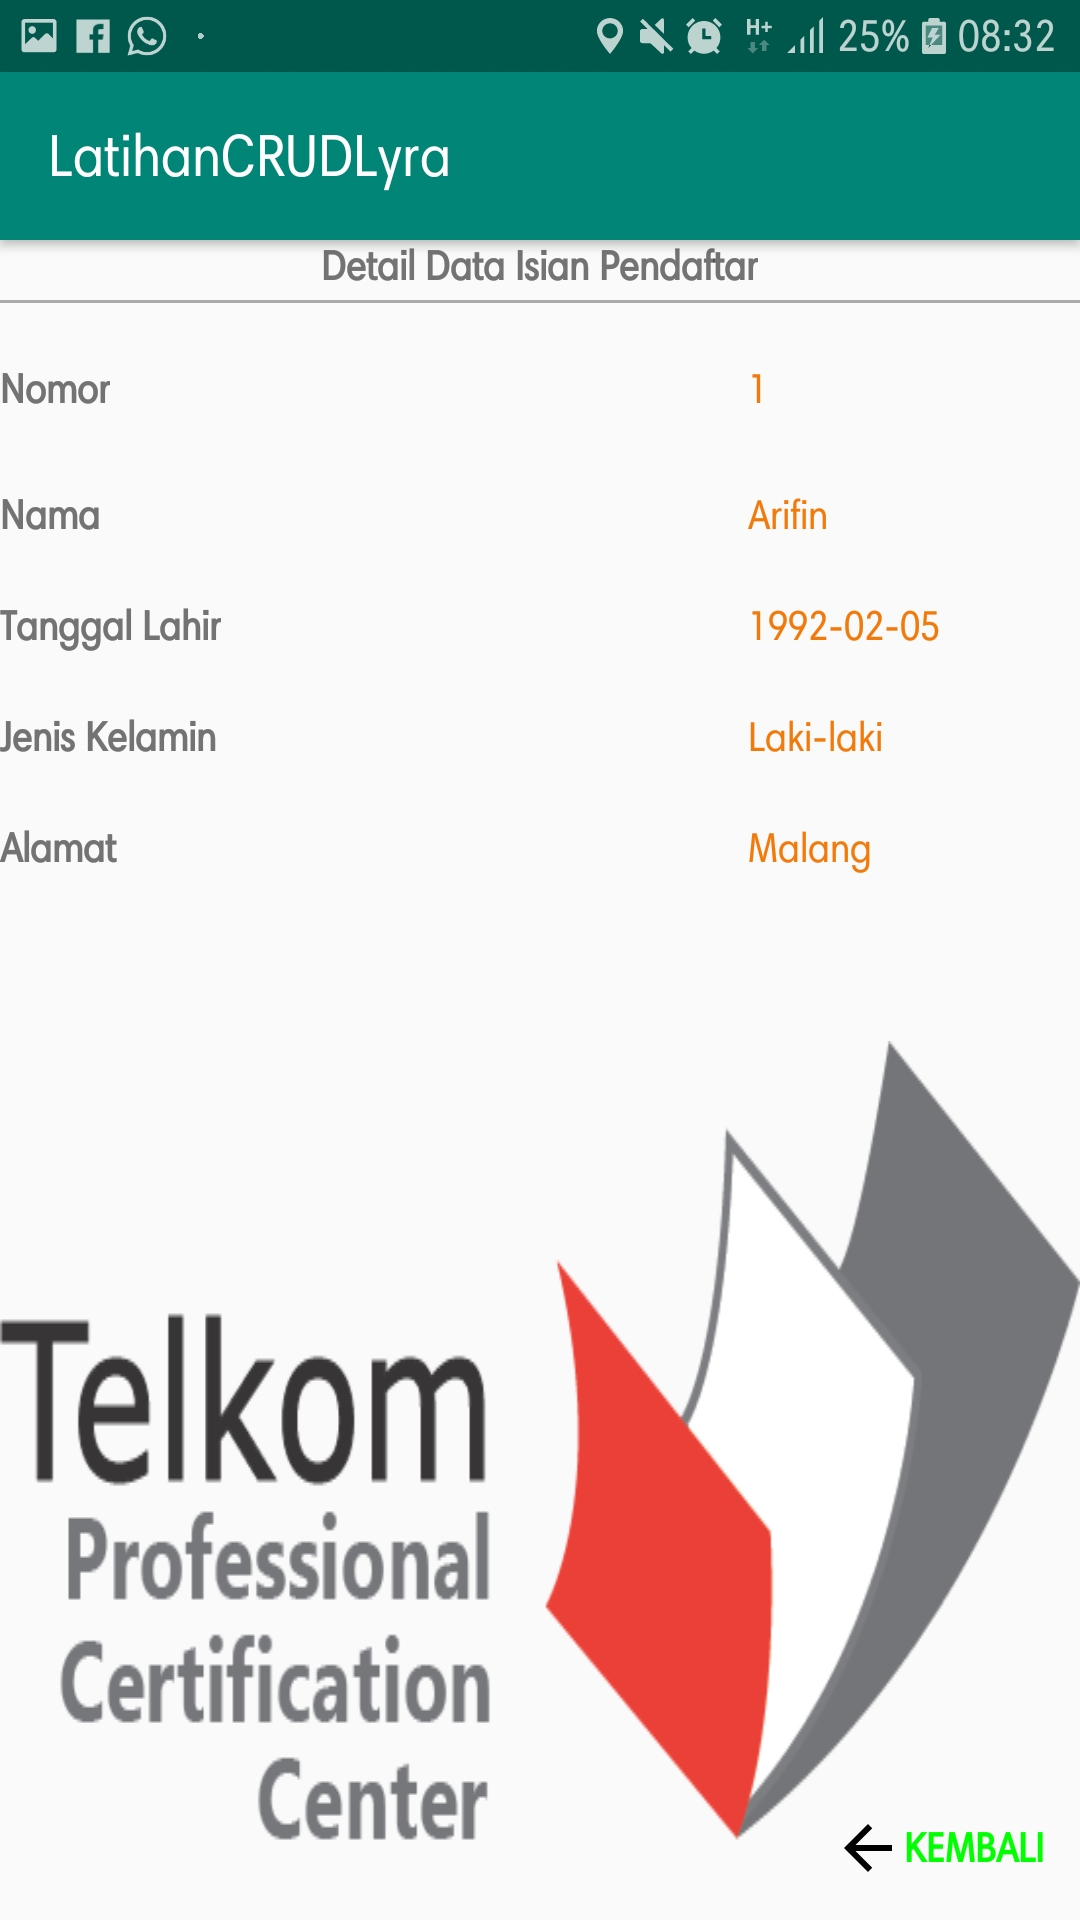 H+ 25% 08:32
LatihanCRUDLyra
Detail Data Isian Pendaftar
Nomor 1
Nama Arifin
Tanggal Lahir 1992-02-05
Jenis Kelamin Laki-laki
Alamat Malang
Telkom
Professional
Certification
Center
KEMBALI